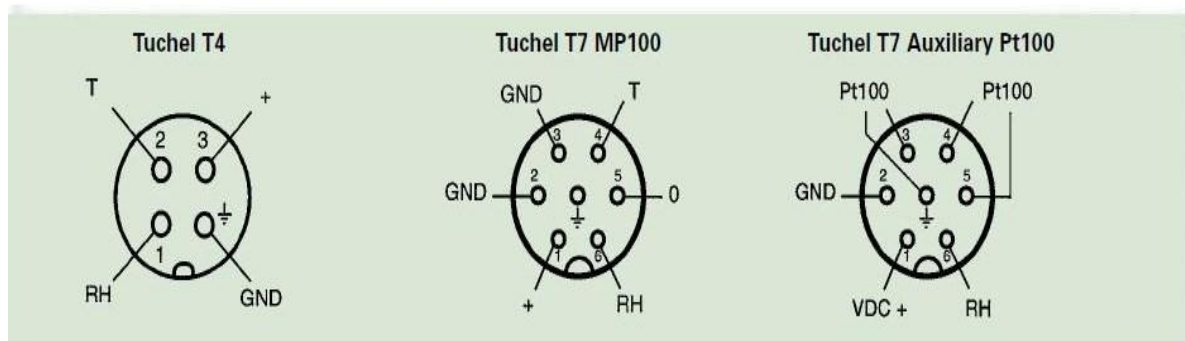 Tuchel T4
T +
2 3
1
RH GND
Tuchel T7 MP100
GND T
3 4
GND 2 5 0
1 6
+ RH
Tuchel T7 Auxiliary Pt100
Pt100 Pt100
3 4
GND 2 5
1 6
VDC + RH